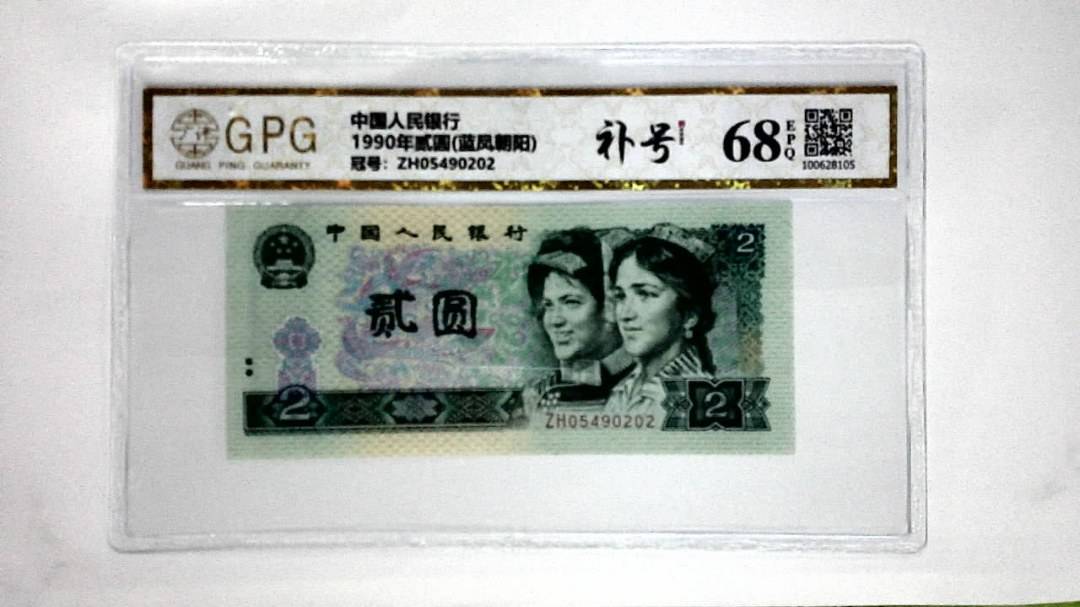 GPG
GUANG PING GUARANTY
中国人民银行
1990年贰圆(蓝凤朝阳)
冠号：ZH05490202
补号
68
EPQ
100628105
中国人民银行
2
贰圆
2
ZH05490202
2